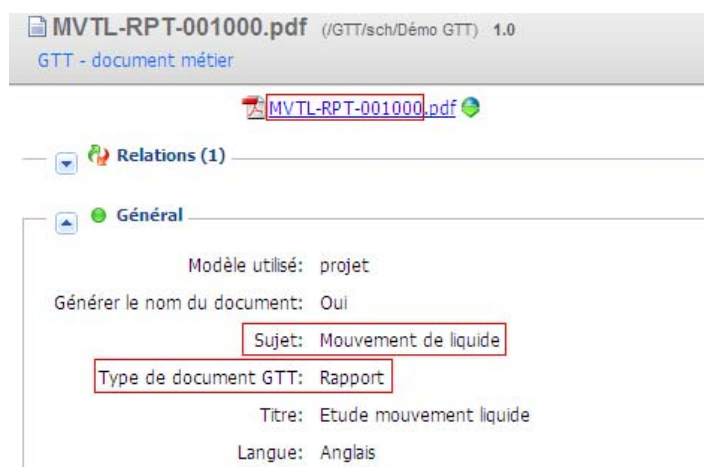 MVTL-RPT-001000.pdf (/GTT/sch/Démo GTT) 1.0
GTT - document métier
MVTL-RPT-001000.pdf
Relations (1)
Général
Modèle utilisé: projet
Générer le nom du document: Oui
Sujet: Mouvement de liquide
Type de document GTT: Rapport
Titre: Etude mouvement liquide
Langue: Anglais